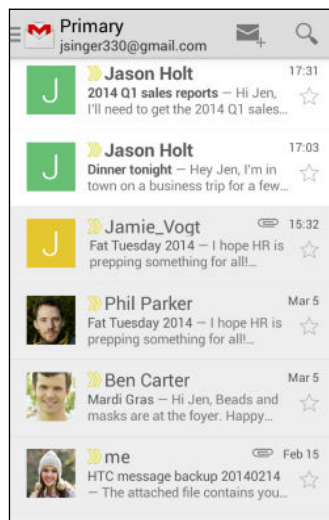 Primary
jsinger330@gmail.com
Jason Holt 17:31
2014 Q1 sales reports — Hi Jen,
I'll need to get the 2014 Q1 sales...
J
Jason Holt 17:03
Dinner tonight — Hey Jen, I'm in
town on a business trip for a few...
J
Jamie_Vogt 15:32
Fat Tuesday 2014 — I hope HR is
prepping something for all!...
J
Phil Parker Mar 5
Fat Tuesday 2014 — I hope HR is
prepping something for all!...
Ben Carter Mar 5
Mardi Gras — Hi Jen, Beads and
masks are at the foyer. Happy...
me Feb 15
HTC message backup 20140214
— The attached file contains you...